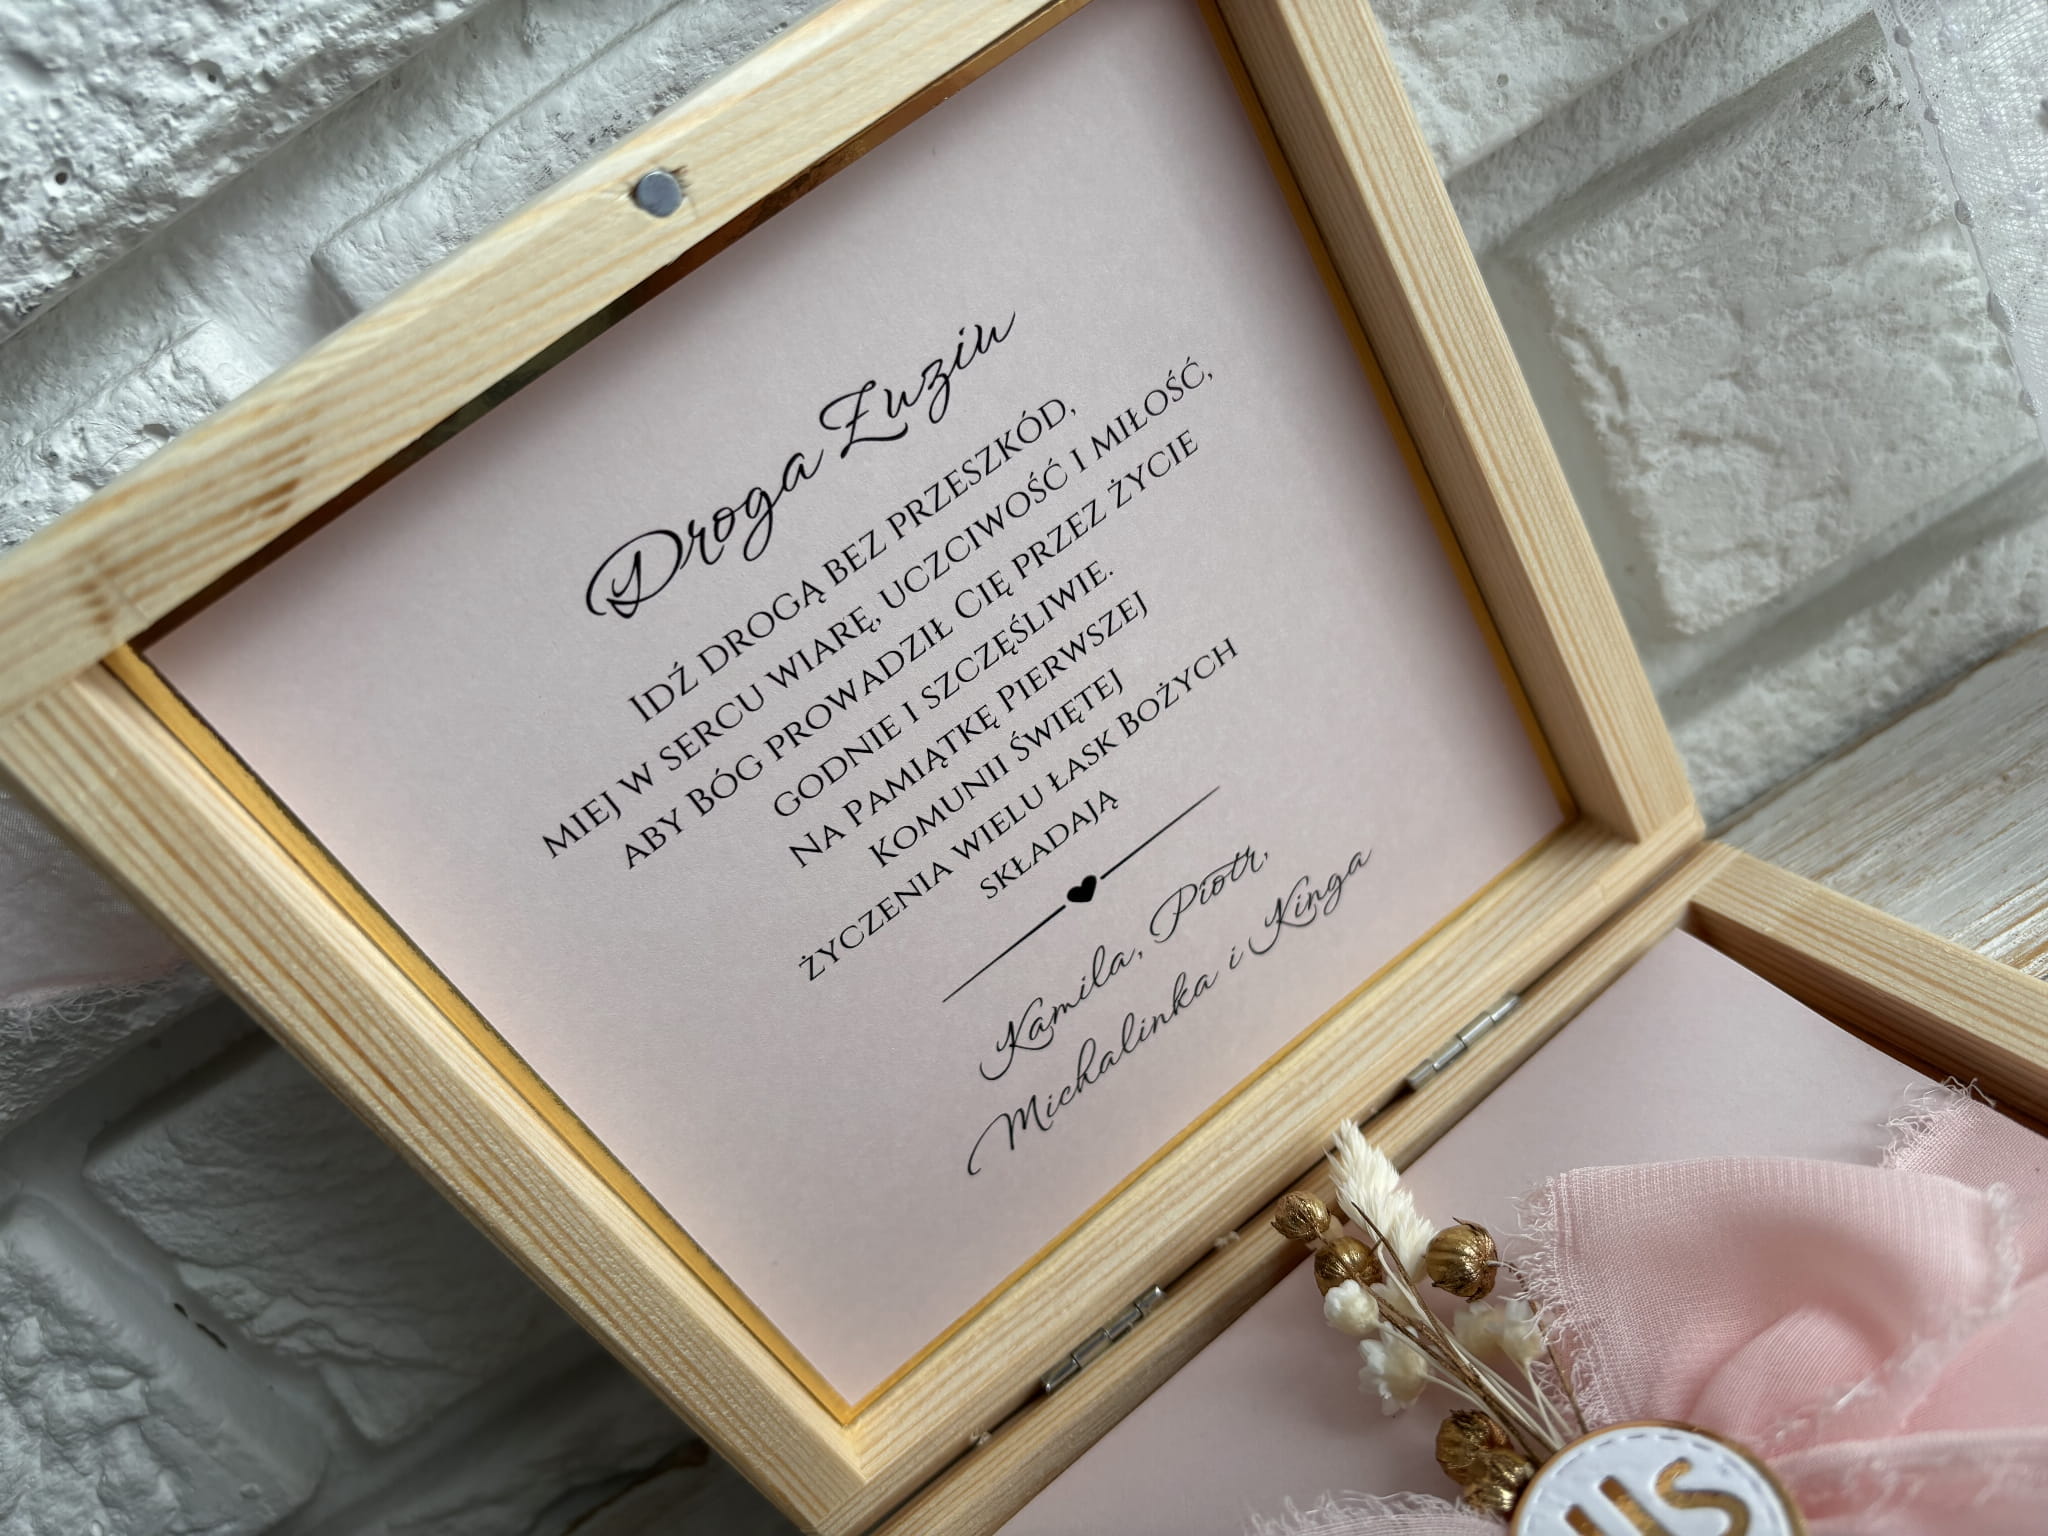 Droga Zuziu
Idź drogą bez przeszkód,
miej w sercu wiarę, uczciwość i miłość,
aby Bóg prowadził Cię przez życie
godnie i szczęśliwie.
Na pamiątkę Pierwszej
Komunii Świętej
życzenia wielu łask Bożych
składają
Kamila, Piotr,
Michalinka i Kinga
IHS